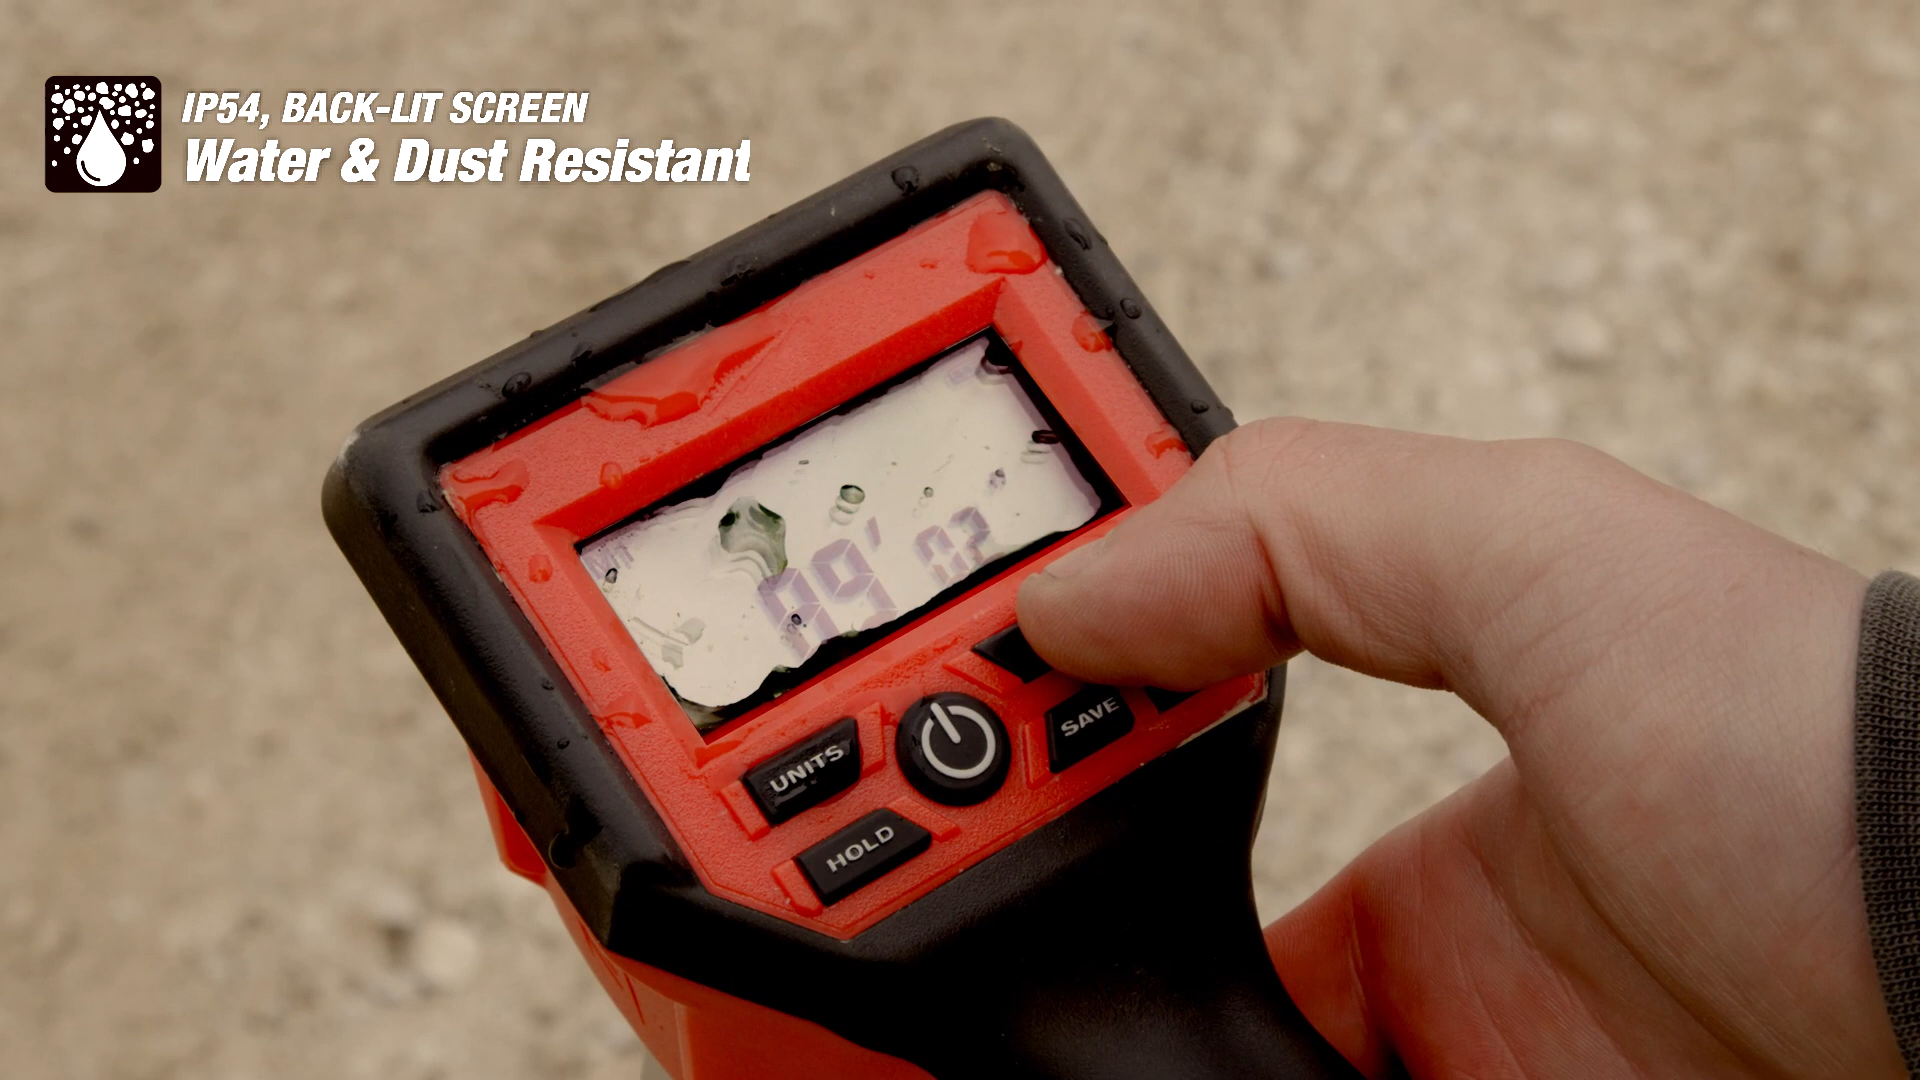 IP54, BACK-LIT SCREEN
Water & Dust Resistant
UNITS
SAVE
HOLD